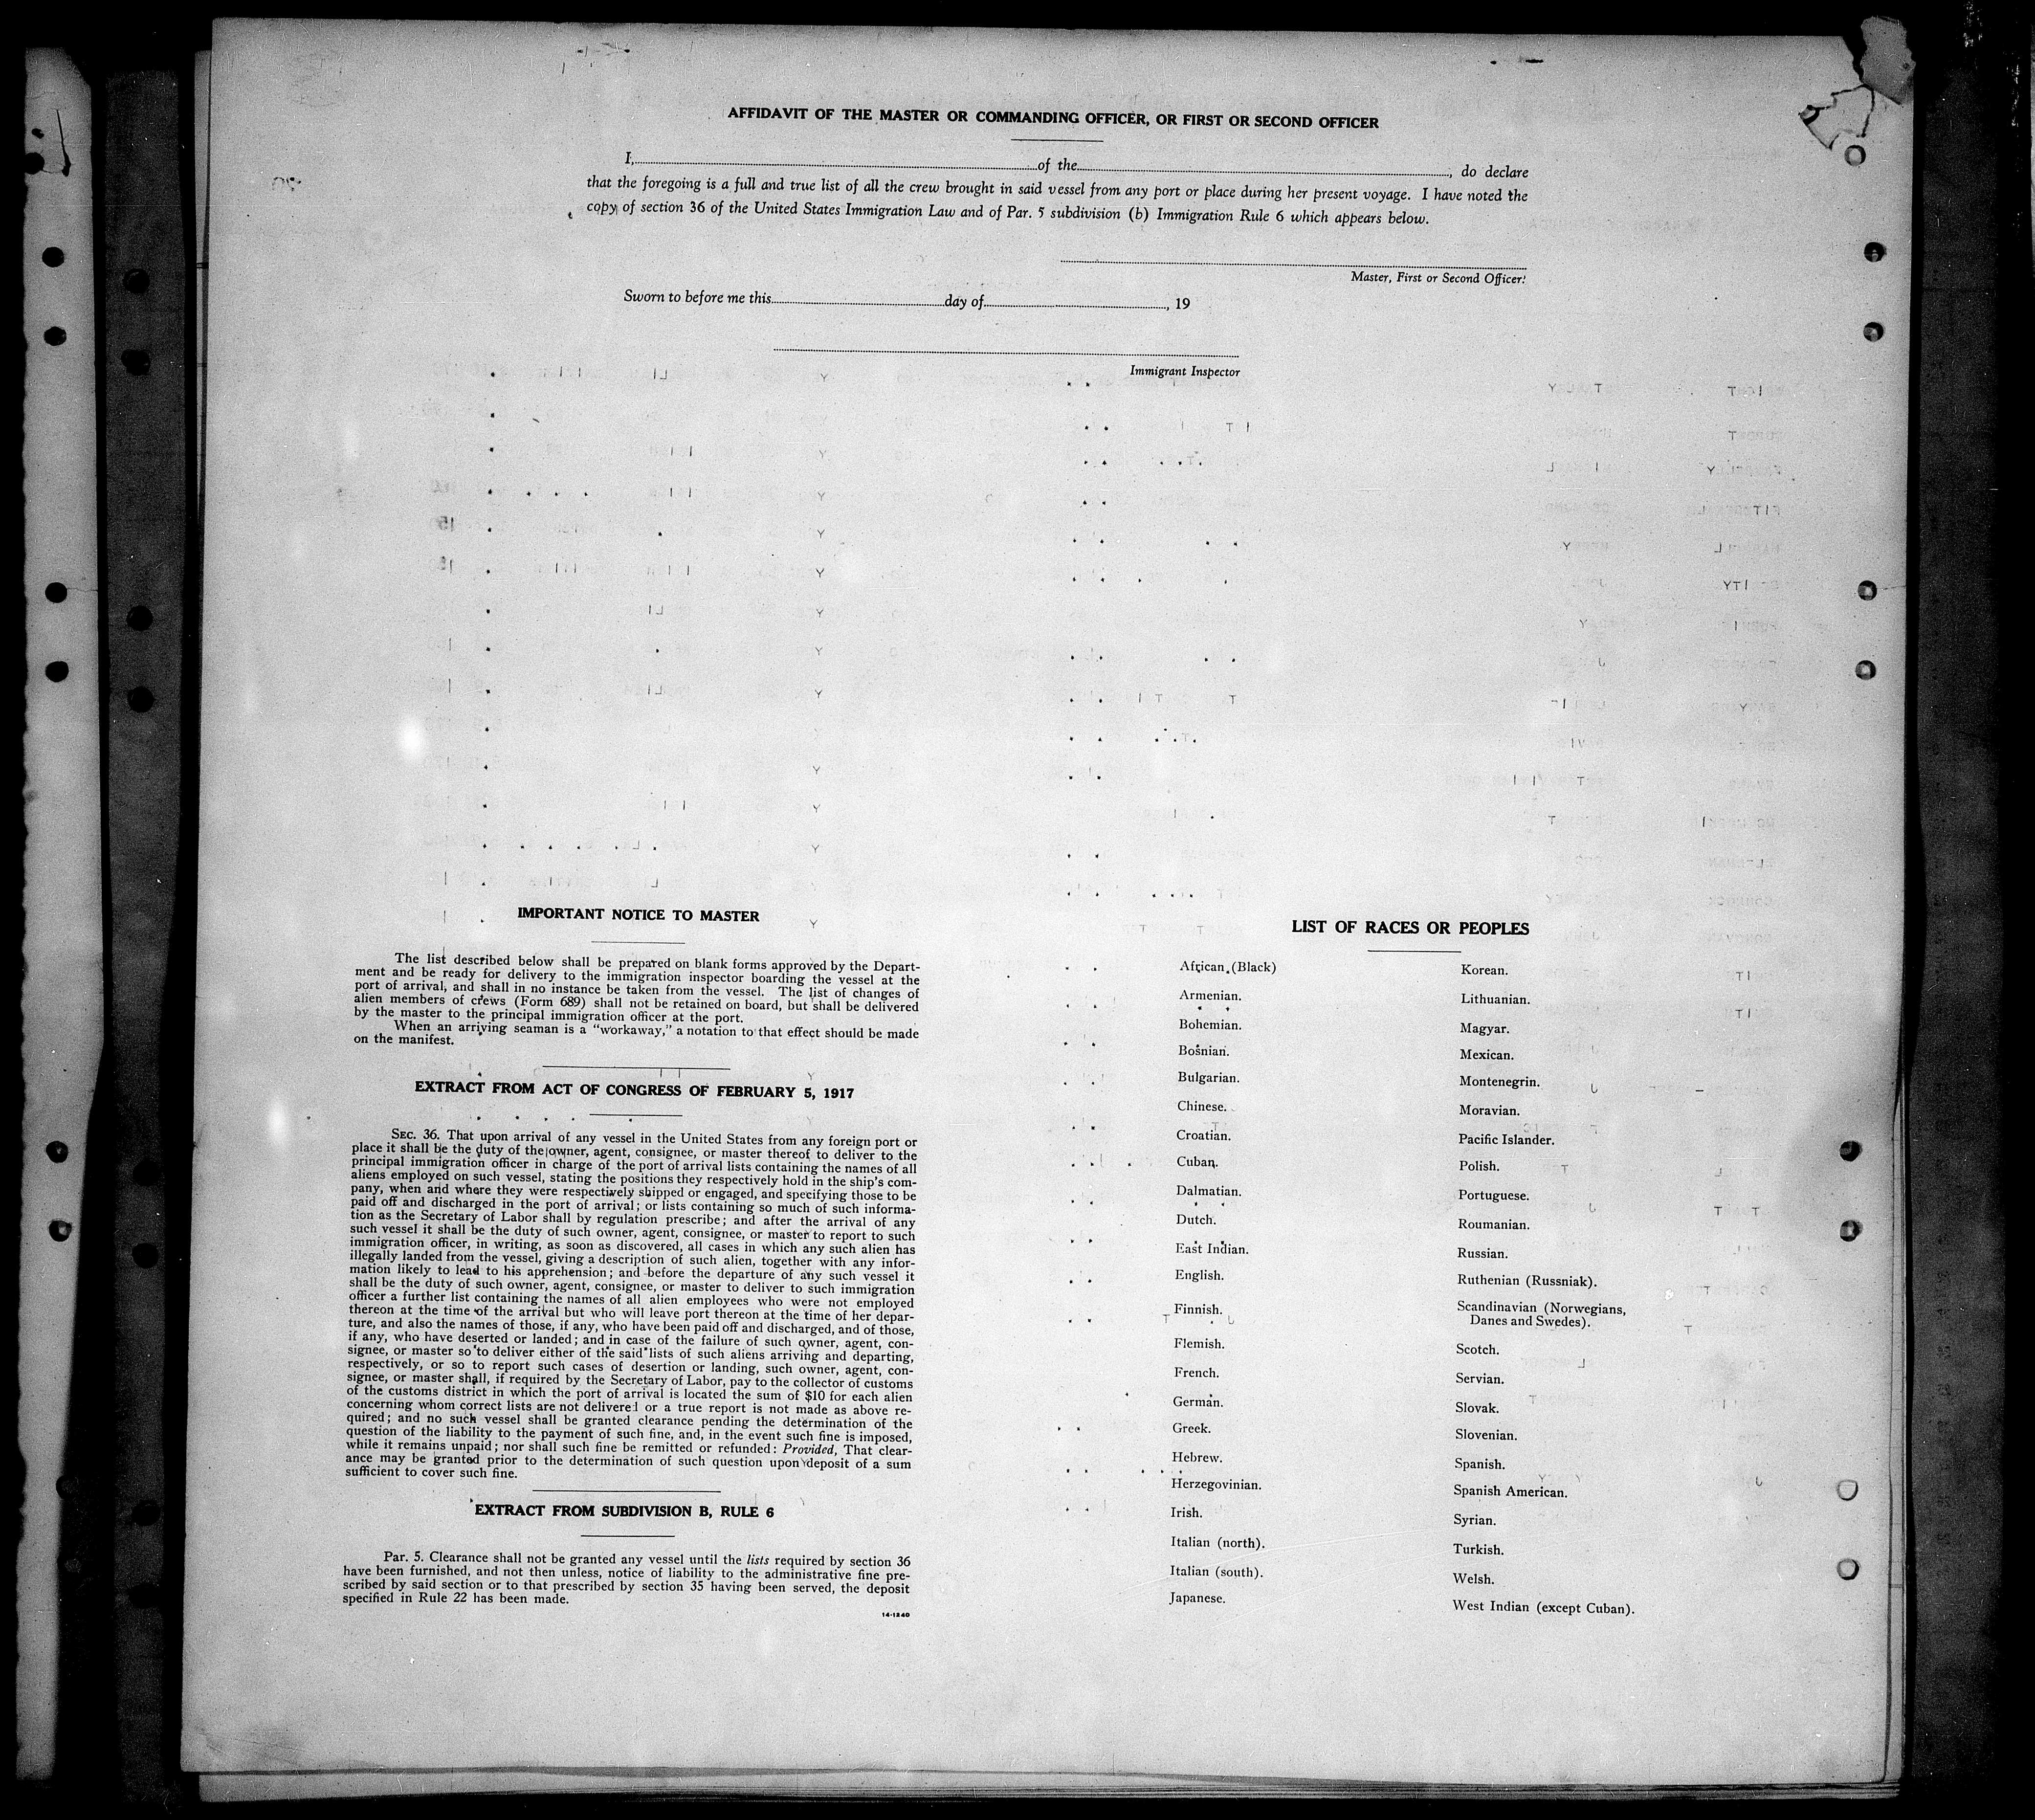 AFFIDAVIT OF THE MASTER OR COMMANDING OFFICER, OR FIRST OR SECOND OFFICER
I, of the , do declare
that the foregoing is a full and true list of all the crew brought in said vessel from any port or place during her present voyage. I have noted the
copy of section 36 of the United States Immigration Law and of Par. 5 subdivision (b) Immigration Rule 6 which appears below.
Master, First or Second Officer.
Sworn to before me this day of , 19
Immigrant Inspector
IMPORTANT NOTICE TO MASTER
The list described below shall be prepared on blank forms approved by the Depart-
ment and be ready for delivery to the immigration inspector boarding the vessel at the
port of arrival, and shall in no instance be taken from the vessel. The list of changes of
alien members of crews (Form 689) shall not be retained on board, but shall be delivered
by the master to the principal immigration officer at the port.
When an arriving seaman is a "workaway," a notation to that effect should be made
on the manifest.
EXTRACT FROM ACT OF CONGRESS OF FEBRUARY 5, 1917
SEC. 36. That upon arrival of any vessel in the United States from any foreign port or
place it shall be the duty of the owner, agent, consignee, or master thereof to deliver to the
principal immigration officer in charge of the port of arrival lists containing the names of all
aliens employed on such vessel, stating the positions they respectively hold in the ship's com-
pany, when and where they were respectively shipped or engaged, and specifying those to be
paid off and discharged in the port of arrival; or lists containing so much of such informa-
tion as the Secretary of Labor shall by regulation prescribe; and after the arrival of any
such vessel it shall be the duty of such owner, agent, consignee, or master to report to such
immigration officer, in writing, as soon as discovered, all cases in which any such alien has
illegally landed from the vessel, giving a description of such alien, together with any infor-
mation likely to lead to his apprehension; and before the departure of any such vessel it
shall be the duty of such owner, agent, consignee, or master to deliver to such immigration
officer a further list containing the names of all alien employees who were not employed
thereon at the time of the arrival but who will leave port thereon at the time of her depar-
ture, and also the names of those, if any, who have been paid off and discharged, and of those,
if any, who have deserted or landed; and in case of the failure of such owner, agent, con-
signee, or master so to deliver either of the said lists of such aliens arriving and departing,
respectively, or so to report such cases of desertion or landing, such owner, agent, con-
signee, or master shall, if required by the Secretary of Labor, pay to the collector of customs
of the customs district in which the port of arrival is located the sum of $10 for each alien
concerning whom correct lists are not delivered or a true report is not made as above re-
quired; and no such vessel shall be granted clearance pending the determination of the
question of the liability to the payment of such fine, and, in the event such fine is imposed,
while it remains unpaid; nor shall such fine be remitted or refunded: Provided, That clear-
ance may be granted prior to the determination of such question upon deposit of a sum
sufficient to cover such fine.
EXTRACT FROM SUBDIVISION B, RULE 6
Par. 5. Clearance shall not be granted any vessel until the lists required by section 36
have been furnished, and not then unless, notice of liability to the administrative fine pre-
scribed by said section or to that prescribed by section 35 having been served, the deposit
specified in Rule 22 has been made.
14-1240
LIST OF RACES OR PEOPLES
African (Black)
Armenian.
Bohemian.
Bosnian.
Bulgarian.
Chinese.
Croatian.
Cuban.
Dalmatian.
Dutch.
East Indian.
English.
Finnish.
Flemish.
French.
German.
Greek.
Hebrew.
Herzegovinian.
Irish.
Italian (north).
Italian (south).
Japanese.
Korean.
Lithuanian.
Magyar.
Mexican.
Montenegrin.
Moravian.
Pacific Islander.
Polish.
Portuguese.
Roumanian.
Russian.
Ruthenian (Russniak).
Scandinavian (Norwegians,
Danes and Swedes).
Scotch.
Servian.
Slovak.
Slovenian.
Spanish.
Spanish American.
Syrian.
Turkish.
Welsh.
West Indian (except Cuban).